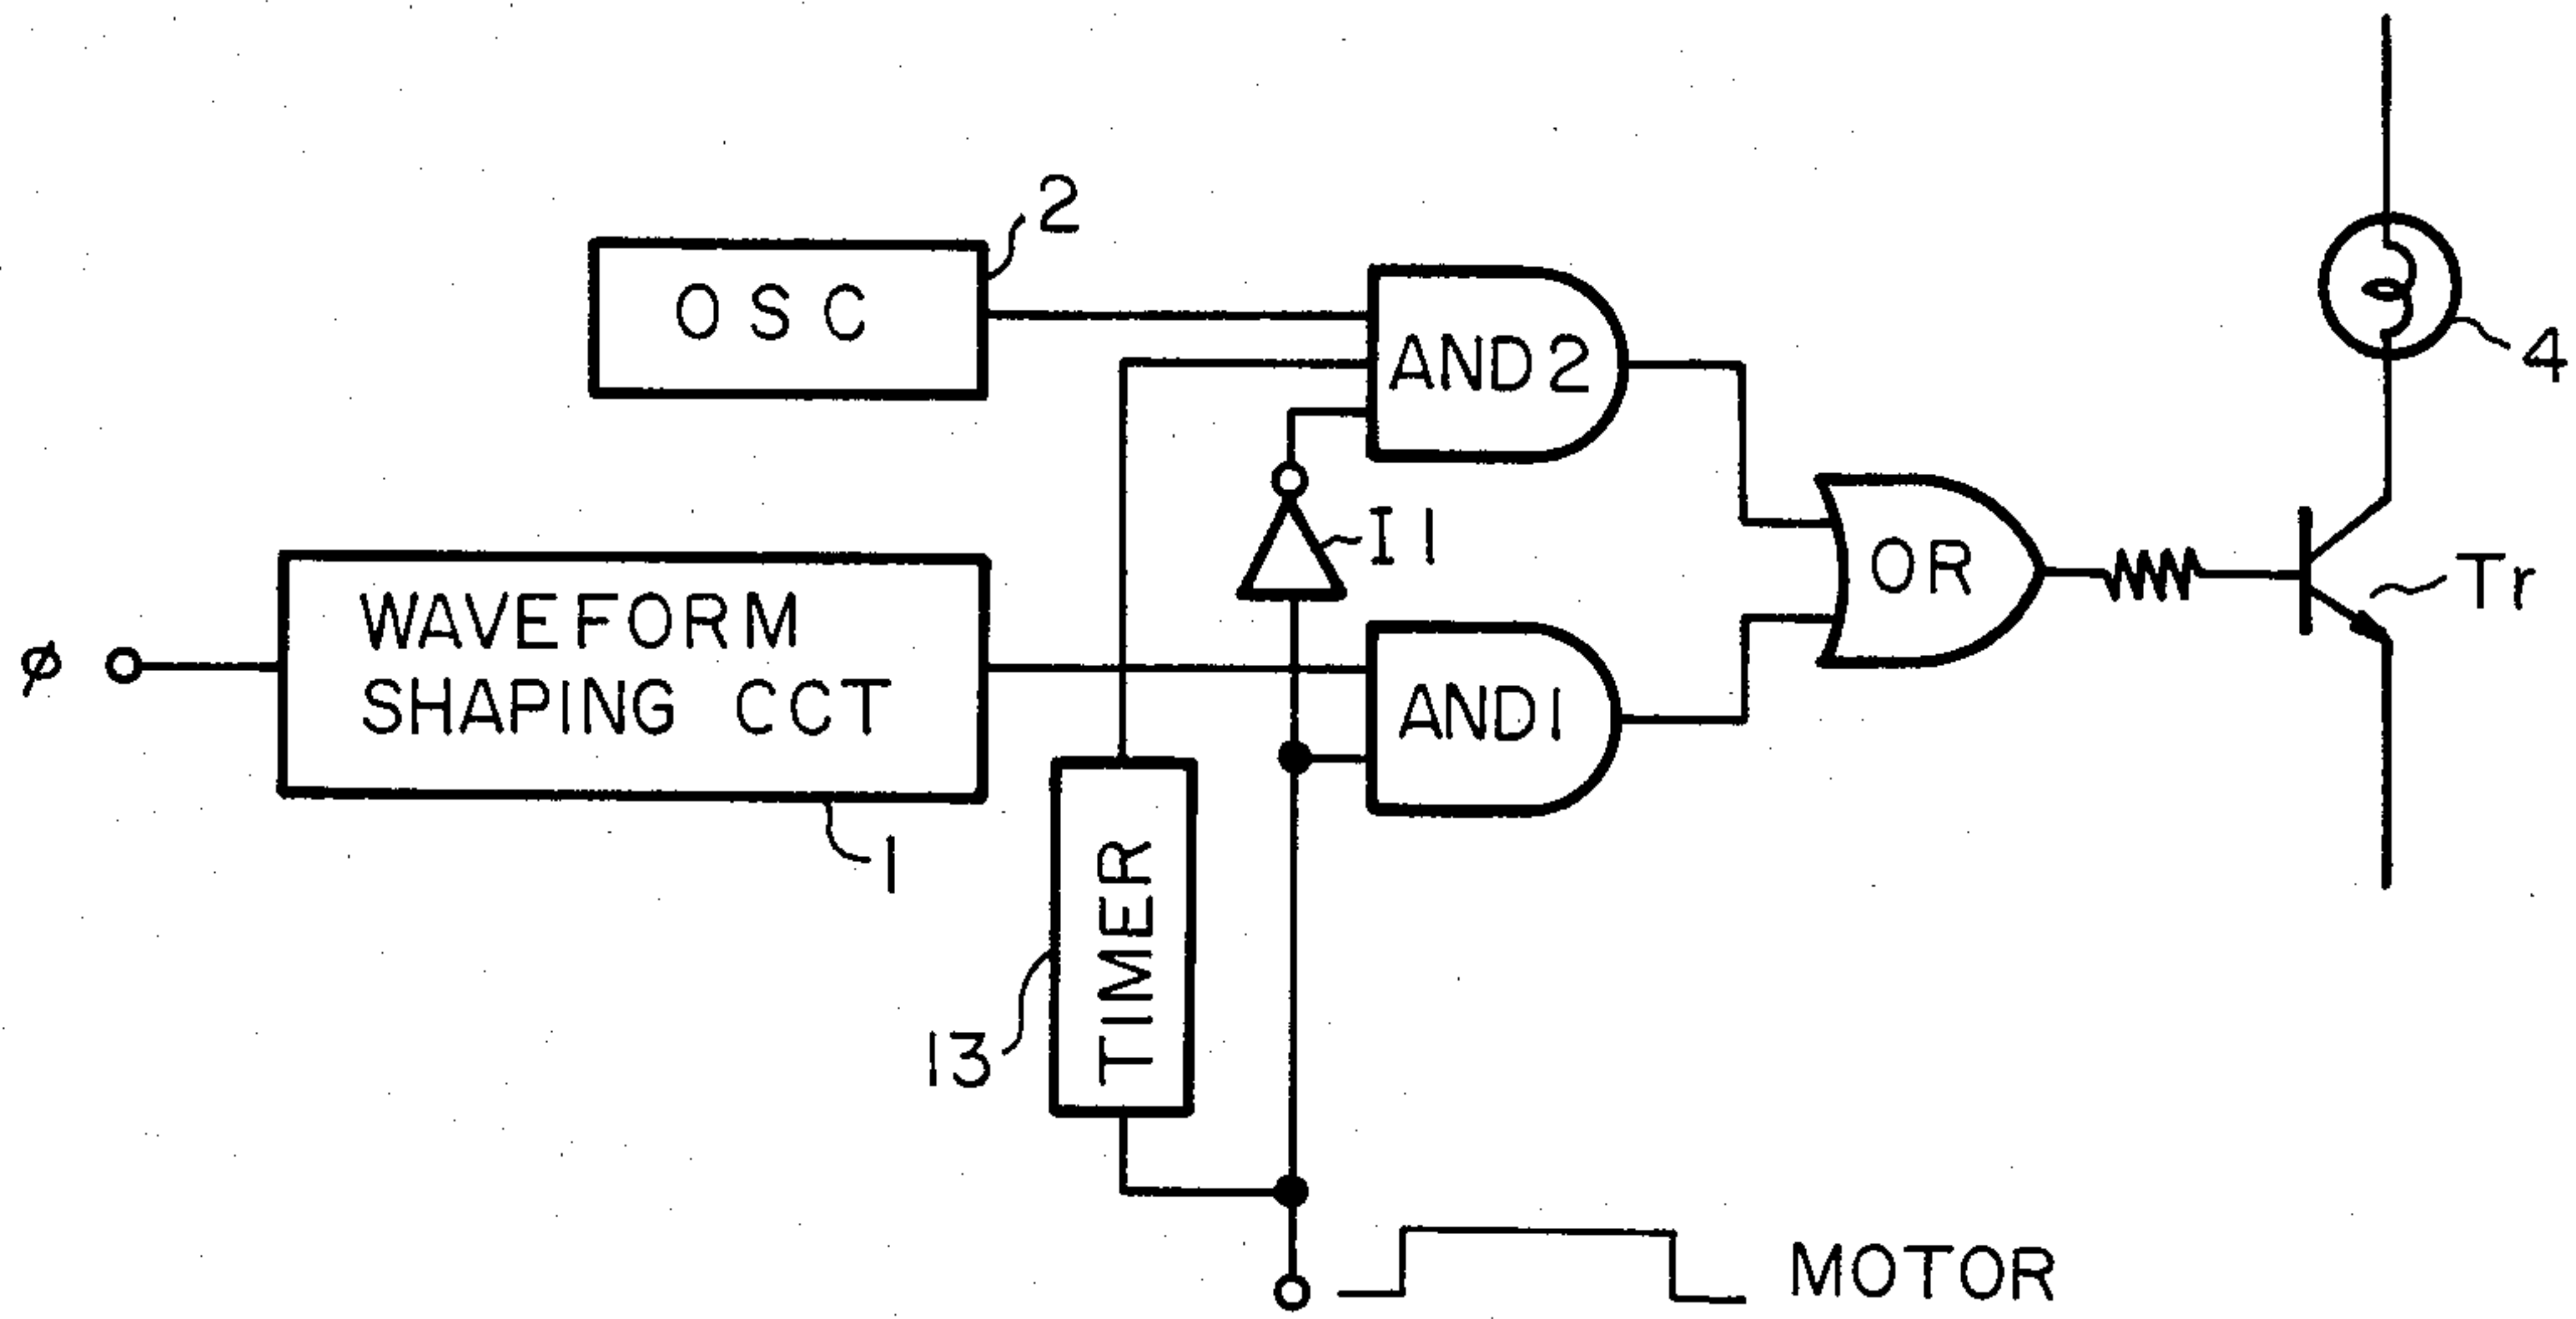 2
OSC
AND2
4
I1
WAVEFORM
SHAPING CCT
φ
OR
Tr
AND1
1
TIMER
13
MOTOR